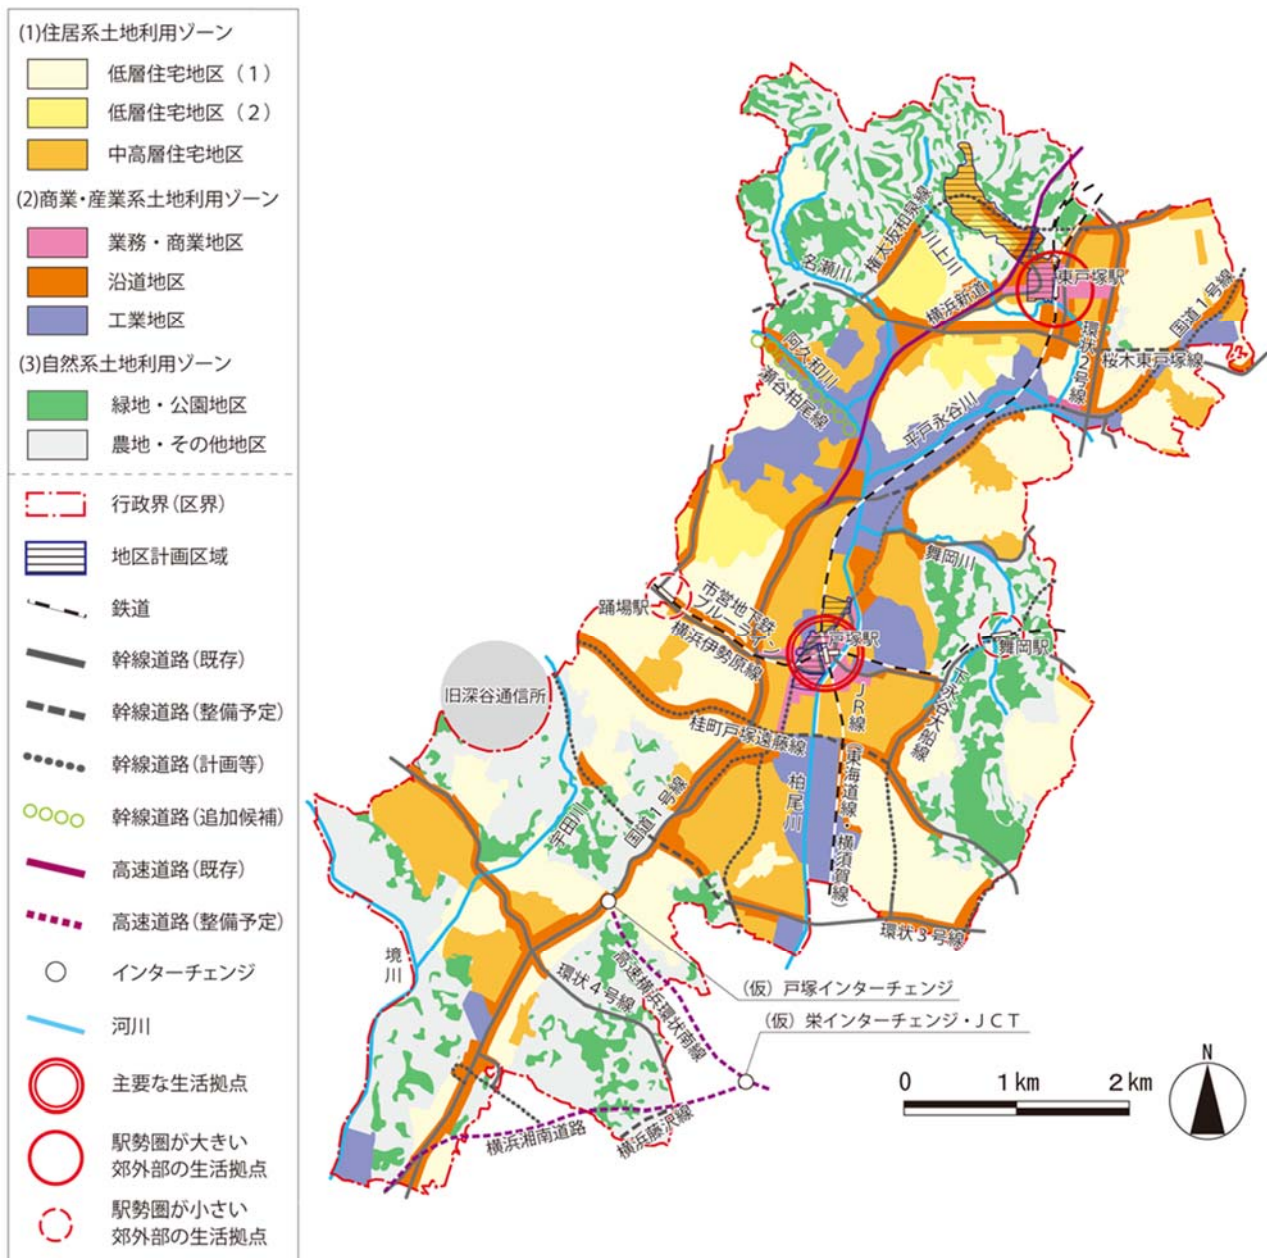 (1)住居系土地利用ゾーン
低層住宅地区（１）
低層住宅地区（２）
中高層住宅地区
(2)商業・産業系土地利用ゾーン
業務・商業地区
沿道地区
工業地区
(3)自然系土地利用ゾーン
緑地・公園地区
農地・その他地区
行政界（区界）
地区計画区域
鉄道
幹線道路（既存）
幹線道路（整備予定）
幹線道路（計画等）
幹線道路（追加候補）
高速道路（既存）
高速道路（整備予定）
インターチェンジ
河川
主要な生活拠点
駅勢圏が大きい
郊外部の生活拠点
駅勢圏が小さい
郊外部の生活拠点
権太坂和泉線
川上川
名瀬川
横浜新道
東戸塚駅
国道１号線
環状２号線
桜木東戸塚線
阿久和川
瀬谷柏尾線
平戸永谷川
舞岡川
踊場駅
市営地下鉄
ブルーライン
横浜伊勢原線
戸塚駅
舞岡駅
下永谷大船線
旧深谷通信所
桂町戸塚遠藤線
ＪＲ線（東海道線・横須賀線）
柏尾川
宇田川
国道１号線
環状３号線
境川
環状４号線
高速横浜環状南線
（仮）戸塚インターチェンジ
（仮）栄インターチェンジ・ＪＣＴ
横浜湘南道路
横浜藤沢線
0 1km 2km
N